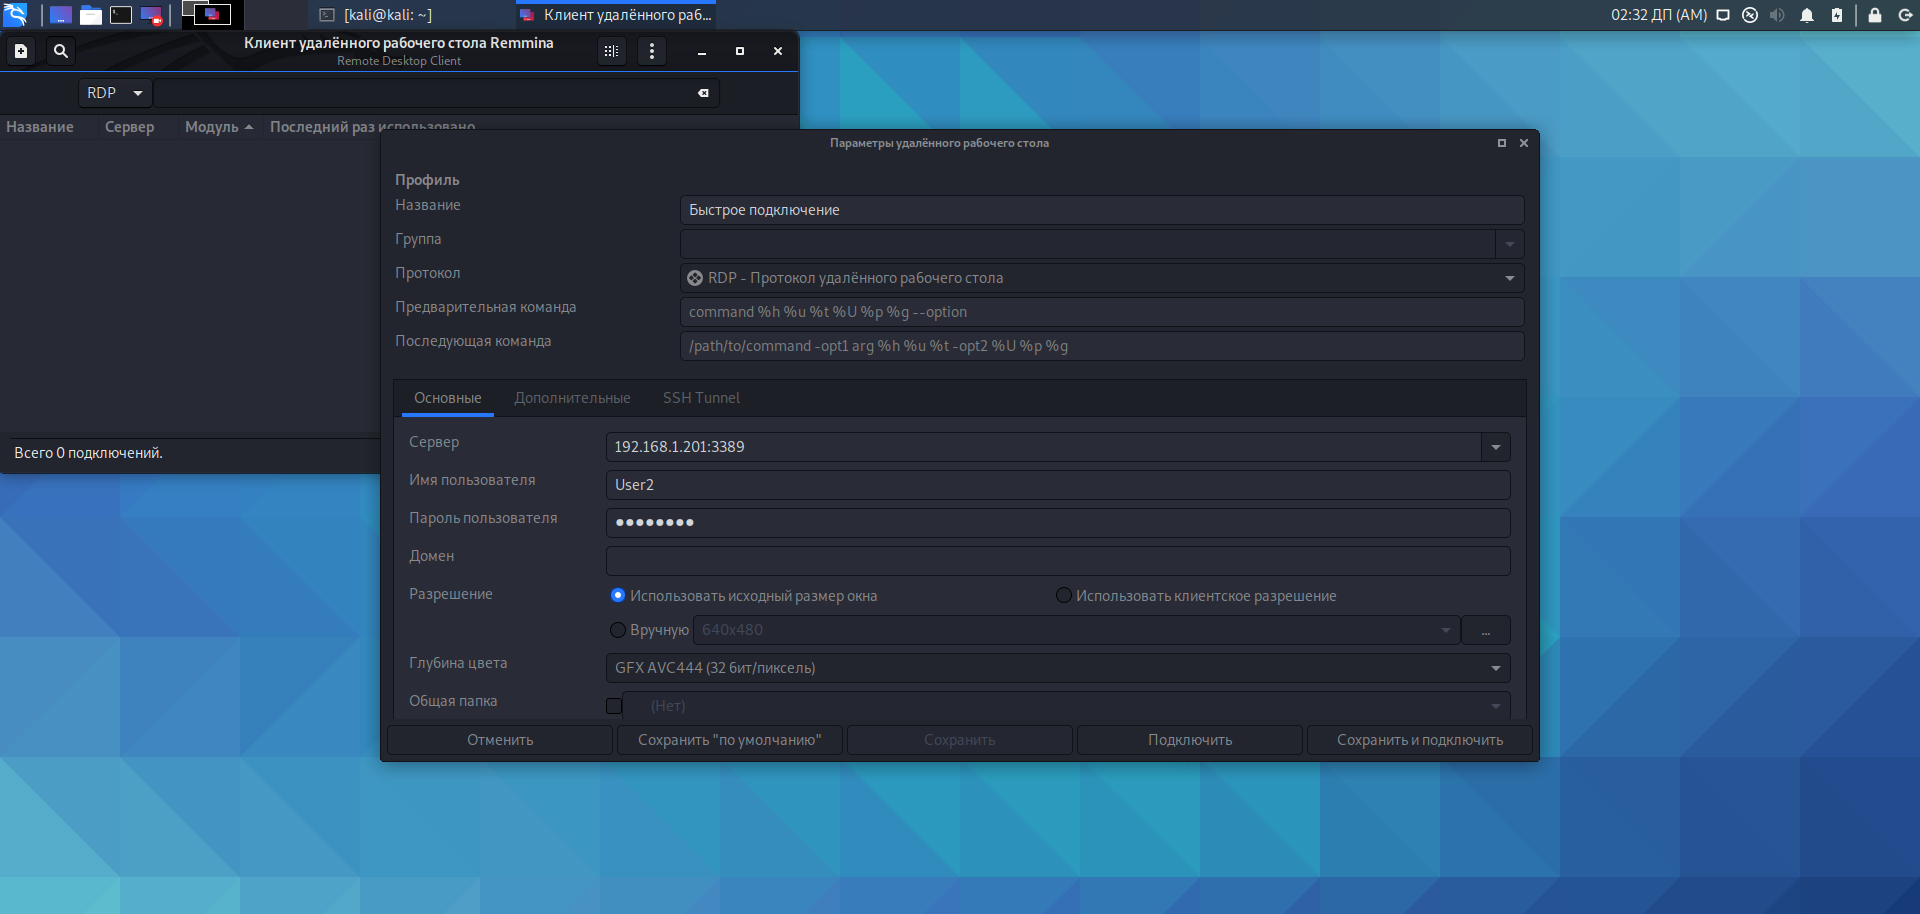 [kali@kali: ~]
Клиент удалённого раб...
02:32 ДП (AM)
Клиент удалённого рабочего стола Remmina
Remote Desktop Client
RDP
Название Сервер Модуль Последний раз использовано
Параметры удалённого рабочего стола
Профиль
Название Быстрое подключение
Группа
Протокол RDP - Протокол удалённого рабочего стола
Предварительная команда command %h %u %t %U %p %g --option
Последующая команда /path/to/command -opt1 arg %h %u %t -opt2 %U %p %g
Основные Дополнительные SSH Tunnel
Сервер 192.168.1.201:3389
Всего 0 подключений.
Имя пользователя User2
Пароль пользователя ●●●●●●●●
Домен
Разрешение Использовать исходный размер окна Использовать клиентское разрешение
Вручную 640x480 ...
Глубина цвета GFX AVC444 (32 бит/пиксель)
Общая папка (Нет)
Отменить Сохранить "по умолчанию" Сохранить Подключить Сохранить и подключить